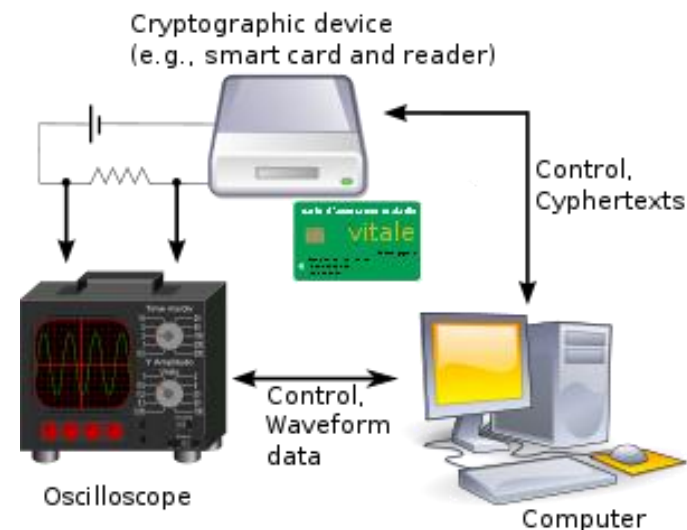 Cryptographic device
(e.g., smart card and reader)
Control,
Cyphertexts
vitale
Control,
Waveform
data
Oscilloscope
Computer